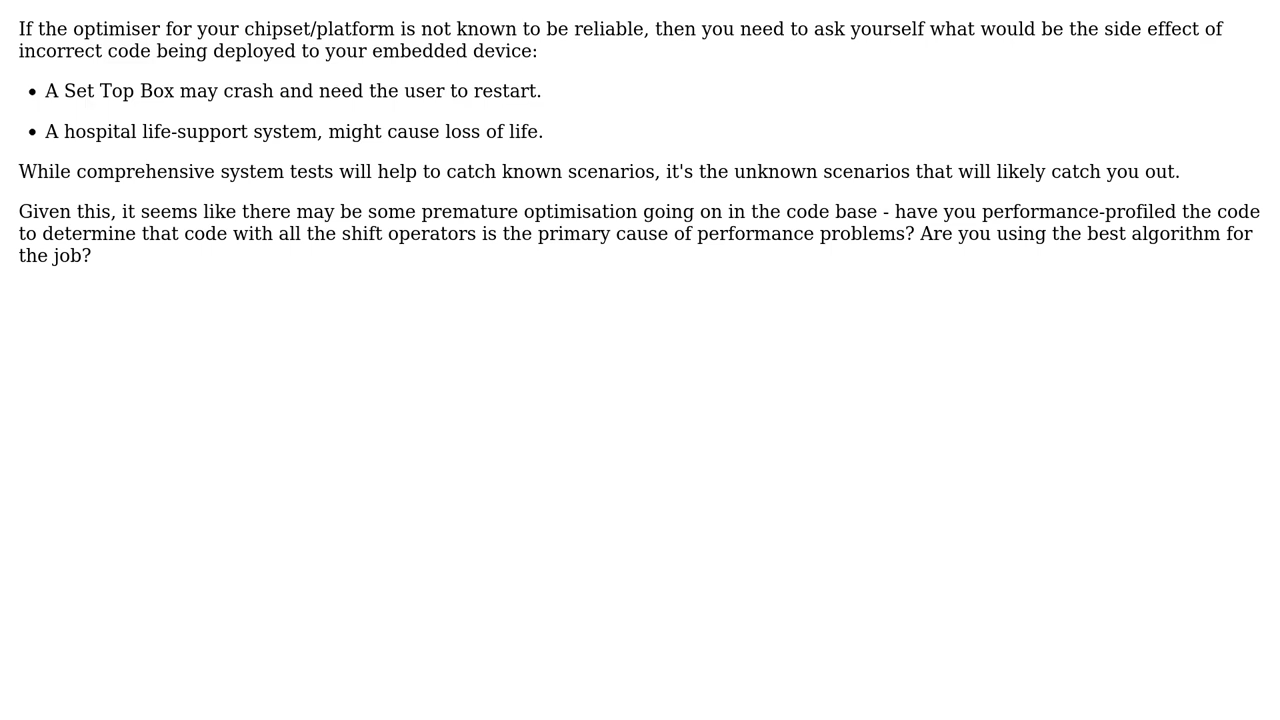 If the optimiser for your chipset/platform is not known to be reliable, then you need to ask yourself what would be the side effect of
incorrect code being deployed to your embedded device:
• A Set Top Box may crash and need the user to restart.
• A hospital life-support system, might cause loss of life.
While comprehensive system tests will help to catch known scenarios, it's the unknown scenarios that will likely catch you out.
Given this, it seems like there may be some premature optimisation going on in the code base - have you performance-profiled the code
to determine that code with all the shift operators is the primary cause of performance problems? Are you using the best algorithm for
the job?